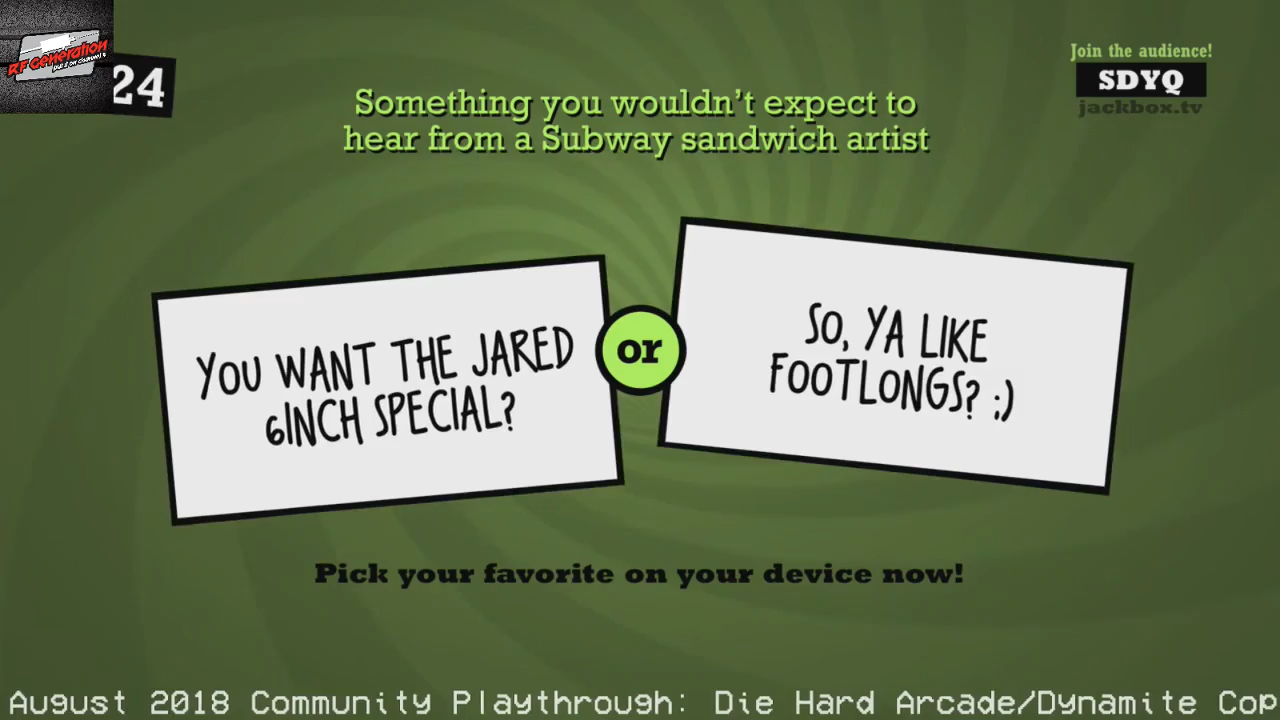 RF Generation
24
Join the audience!
SDYQ
jackbox.tv
Something you wouldn't expect to
hear from a Subway sandwich artist
YOU WANT THE JARED
6INCH SPECIAL?
or
SO, YA LIKE
FOOTLONGS? ;)
Pick your favorite on your device now!
August 2018 Community Playthrough: Die Hard Arcade/Dynamite Cop